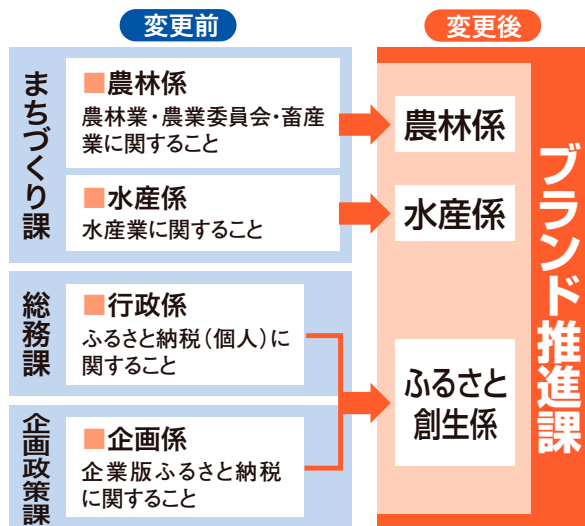 変更前
変更後
まちづくり課
■農林係
農林業・農業委員会・畜産
業に関すること
■水産係
水産業に関すること
総務課
■行政係
ふるさと納税(個人)に
関すること
企画政策課
■企画係
企業版ふるさと納税
に関すること
農林係
水産係
ふるさと
創生係
ブランド推進課